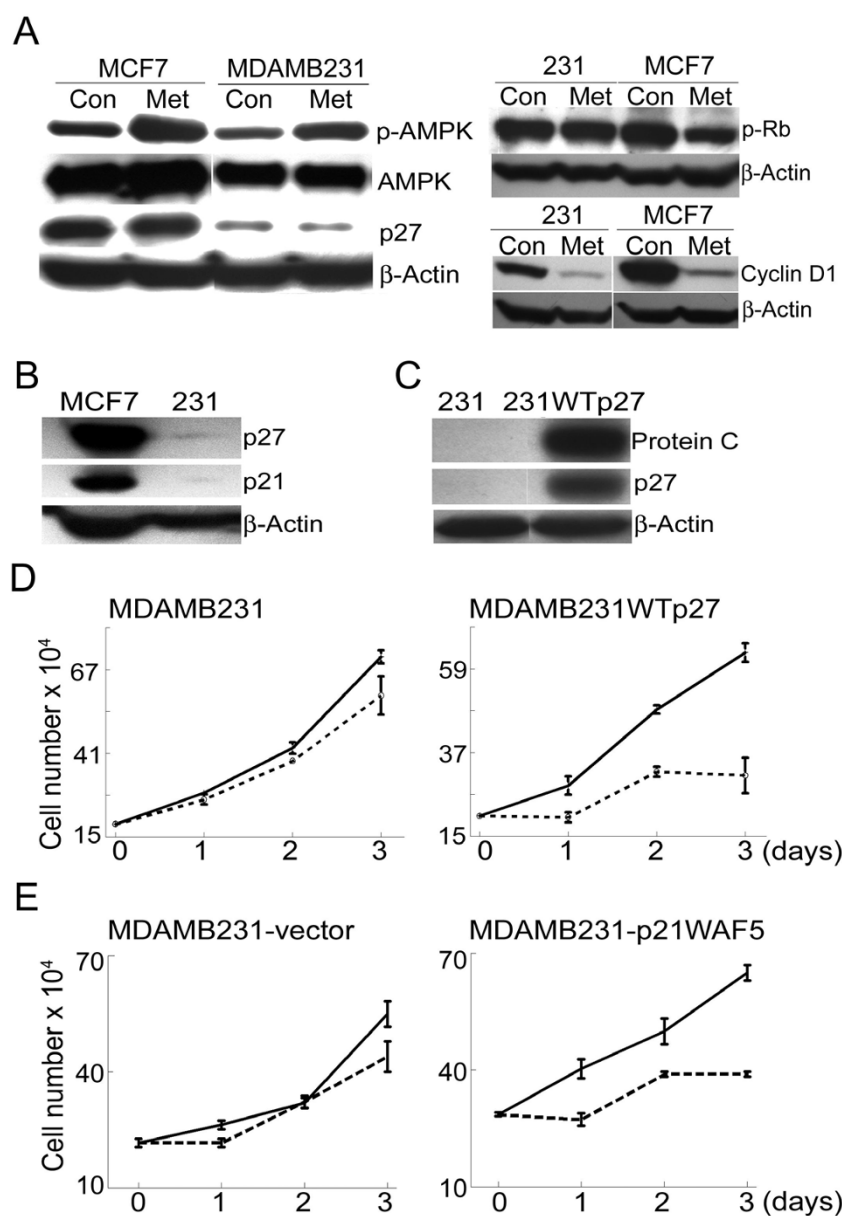 A
MCF7 MDAMB231
Con Met Con Met
p-AMPK
AMPK
p27
β-Actin
231 MCF7
Con Met Con Met
p-Rb
β-Actin
231 MCF7
Con Met Con Met
Cyclin D1
β-Actin
B
MCF7 231
p27
p21
β-Actin
C
231 231WTp27
Protein C
p27
β-Actin
D
MDAMB231
Cell number x 10⁴
67
41
15
0 1 2 3
MDAMB231WTp27
59
37
15
0 1 2 3 (days)
E
MDAMB231-vector
Cell number x 10⁴
70
40
10
0 1 2 3
MDAMB231-p21WAF5
70
40
10
0 1 2 3 (days)